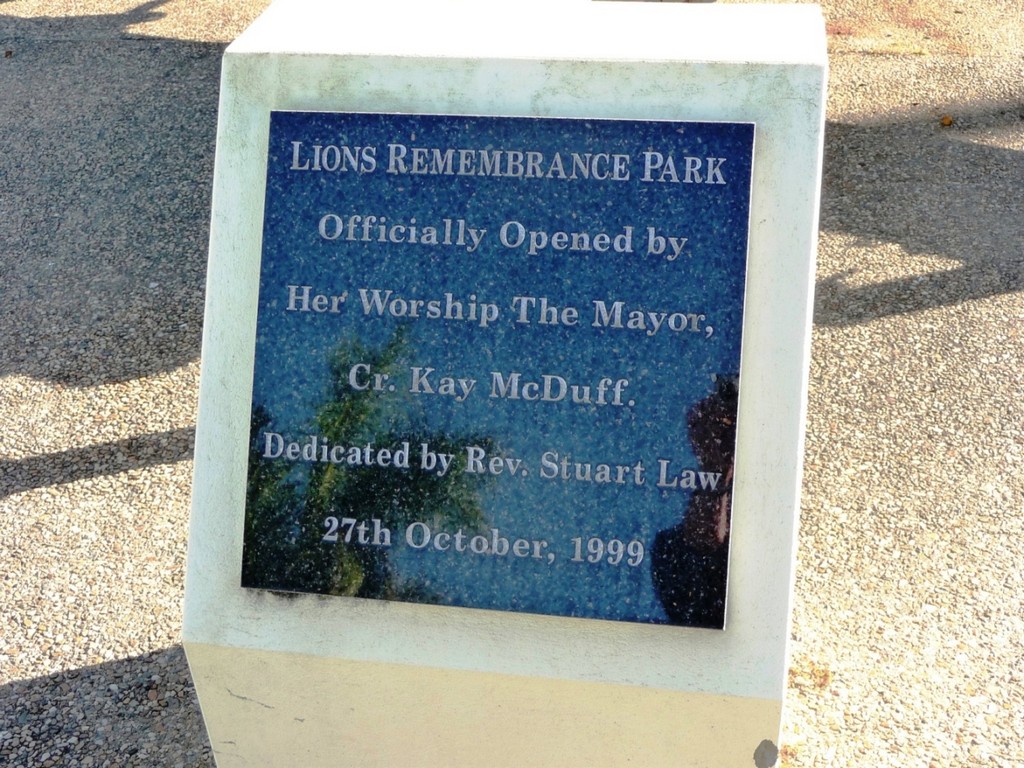 LIONS REMEMBRANCE PARK
Officially Opened by
Her Worship The Mayor,
Cr. Kay McDuff.
Dedicated by Rev. Stuart Law
27th October, 1999